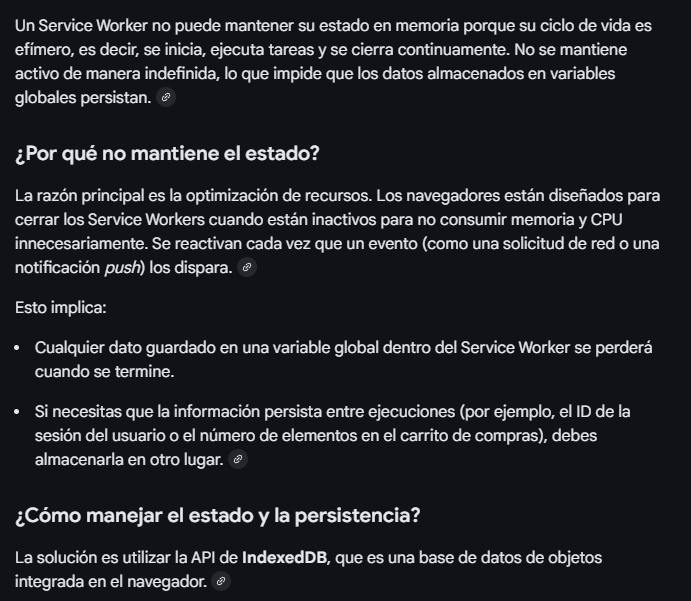 Un Service Worker no puede mantener su estado en memoria porque su ciclo de vida es
efímero, es decir, se inicia, ejecuta tareas y se cierra continuamente. No se mantiene
activo de manera indefinida, lo que impide que los datos almacenados en variables
globales persistan.
¿Por qué no mantiene el estado?
La razón principal es la optimización de recursos. Los navegadores están diseñados para
cerrar los Service Workers cuando están inactivos para no consumir memoria y CPU
innecesariamente. Se reactivan cada vez que un evento (como una solicitud de red o una
notificación push) los dispara.
Esto implica:
• Cualquier dato guardado en una variable global dentro del Service Worker se perderá
cuando se termine.
• Si necesitas que la información persista entre ejecuciones (por ejemplo, el ID de la
sesión del usuario o el número de elementos en el carrito de compras), debes
almacenarla en otro lugar.
¿Cómo manejar el estado y la persistencia?
La solución es utilizar la API de IndexedDB, que es una base de datos de objetos
integrada en el navegador.